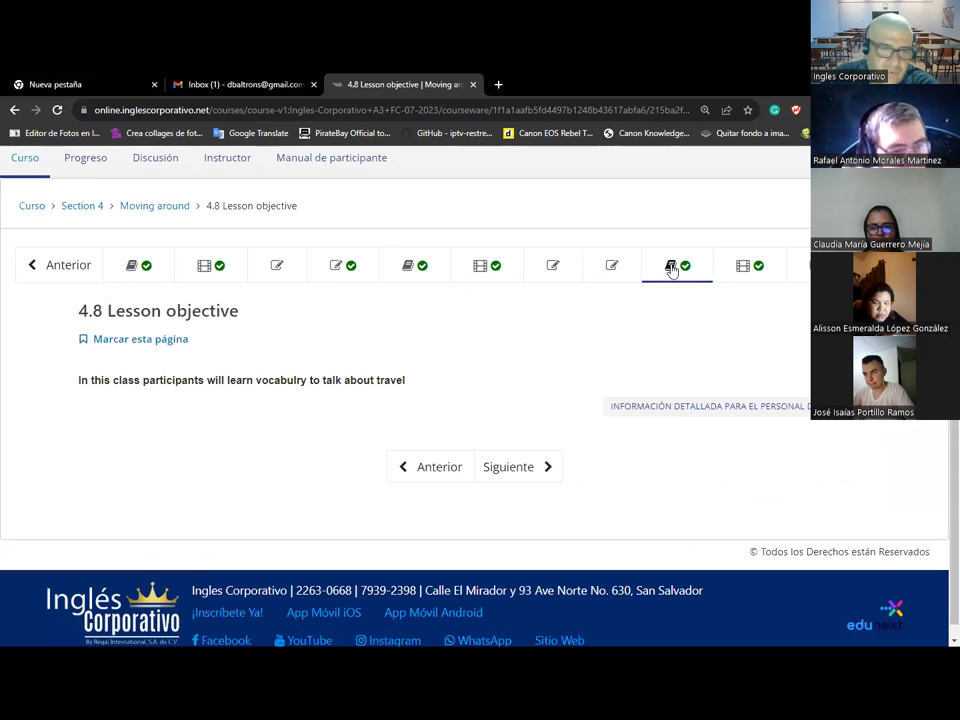 Nueva pestaña
Inbox (1) - dbaltrons@gmail.com
4.8 Lesson objective | Moving ar
online.inglescorporativo.net/courses/course-v1:Ingles-Corporativo+A3+FC-07-2023/courseware/1f1a1aafb5fd4497b1248b43617abfa6/215ba2f...
Editor de Fotos en l...
Crea collages de fot...
Google Translate
PirateBay Official to...
GitHub - iptv-restre...
Canon EOS Rebel T...
Canon Knowledge...
Quitar fondo a ima...
Curso
Progreso
Discusión
Instructor
Manual de participante
Curso > Section 4 > Moving around > 4.8 Lesson objective
Anterior
4.8 Lesson objective
Marcar esta página
In this class participants will learn vocabulry to talk about travel
INFORMACIÓN DETALLADA PARA EL PERSONAL D
Anterior
Siguiente
© Todos los Derechos están Reservados
Inglés Corporativo
By Regal International, S.A. de C.V.
Ingles Corporativo | 2263-0668 | 7939-2398 | Calle El Mirador y 93 Ave Norte No. 630, San Salvador
¡Inscríbete Ya!
App Móvil iOS
App Móvil Android
Facebook
YouTube
Instagram
WhatsApp
Sitio Web
edunext
Ingles Corporativo
Rafael Antonio Morales Martinez
Claudia María Guerrero Mejía
Alisson Esmeralda López González
José Isaías Portillo Ramos